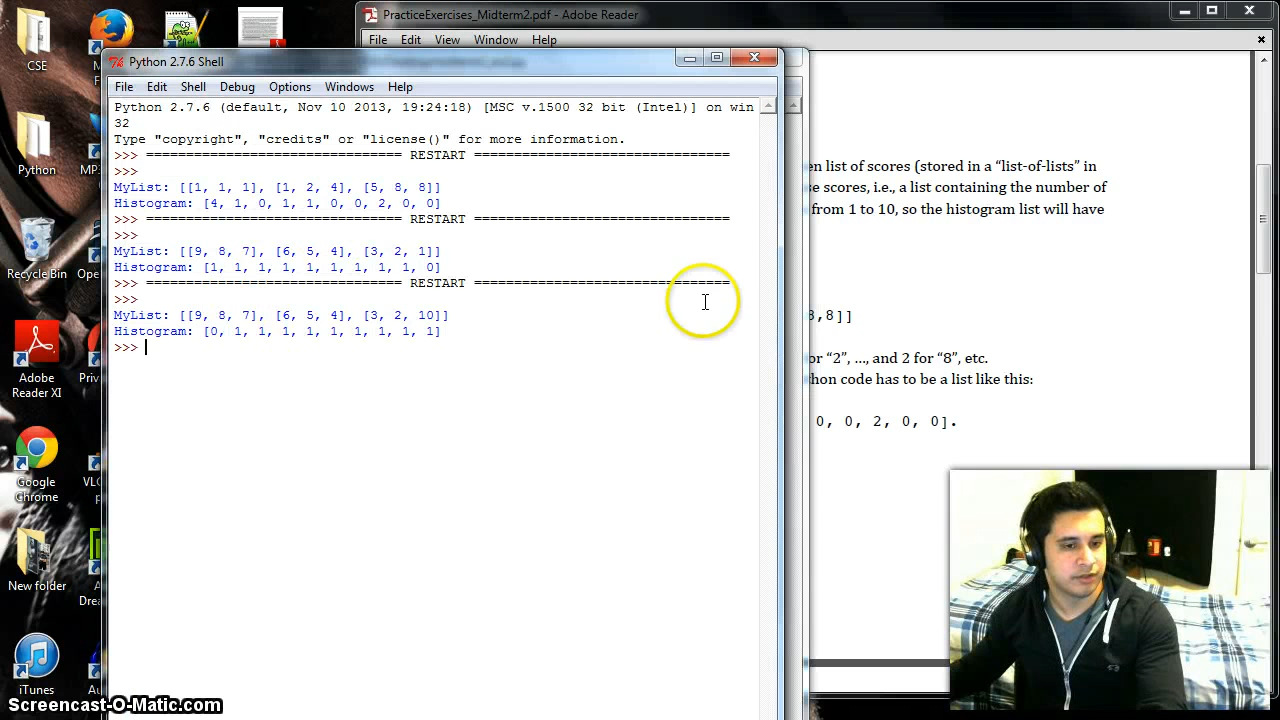 PracticeExercises_Midterm2.pdf - Adobe Reader
File Edit View Window Help
CSE
Python 2.7.6 Shell
File Edit Shell Debug Options Windows Help
Python 2.7.6 (default, Nov 10 2013, 19:24:18) [MSC v.1500 32 bit (Intel)] on win
32
Type "copyright", "credits" or "license()" for more information.
>>> ================================ RESTART ================================
>>>
MyList: [[1, 1, 1], [1, 2, 4], [5, 8, 8]]
Histogram: [4, 1, 0, 1, 1, 0, 0, 2, 0, 0]
>>> ================================ RESTART ================================
>>>
MyList: [[9, 8, 7], [6, 5, 4], [3, 2, 1]]
Histogram: [1, 1, 1, 1, 1, 1, 1, 1, 1, 0]
>>> ================================ RESTART ================================
>>>
MyList: [[9, 8, 7], [6, 5, 4], [3, 2, 10]]
Histogram: [0, 1, 1, 1, 1, 1, 1, 1, 1, 1]
>>>
en list of scores (stored in a “list-of-lists” in
e scores, i.e., a list containing the number of
from 1 to 10, so the histogram list will have
8,8]]
or “2”, …, and 2 for “8”, etc.
hon code has to be a list like this:
0, 0, 2, 0, 0].
Python
MP3
Recycle Bin
Ope
Adobe
Reader XI
Priv
Google
Chrome
VLC
p
New folder
A
Drea
iTunes
Au
Screencast-O-Matic.com